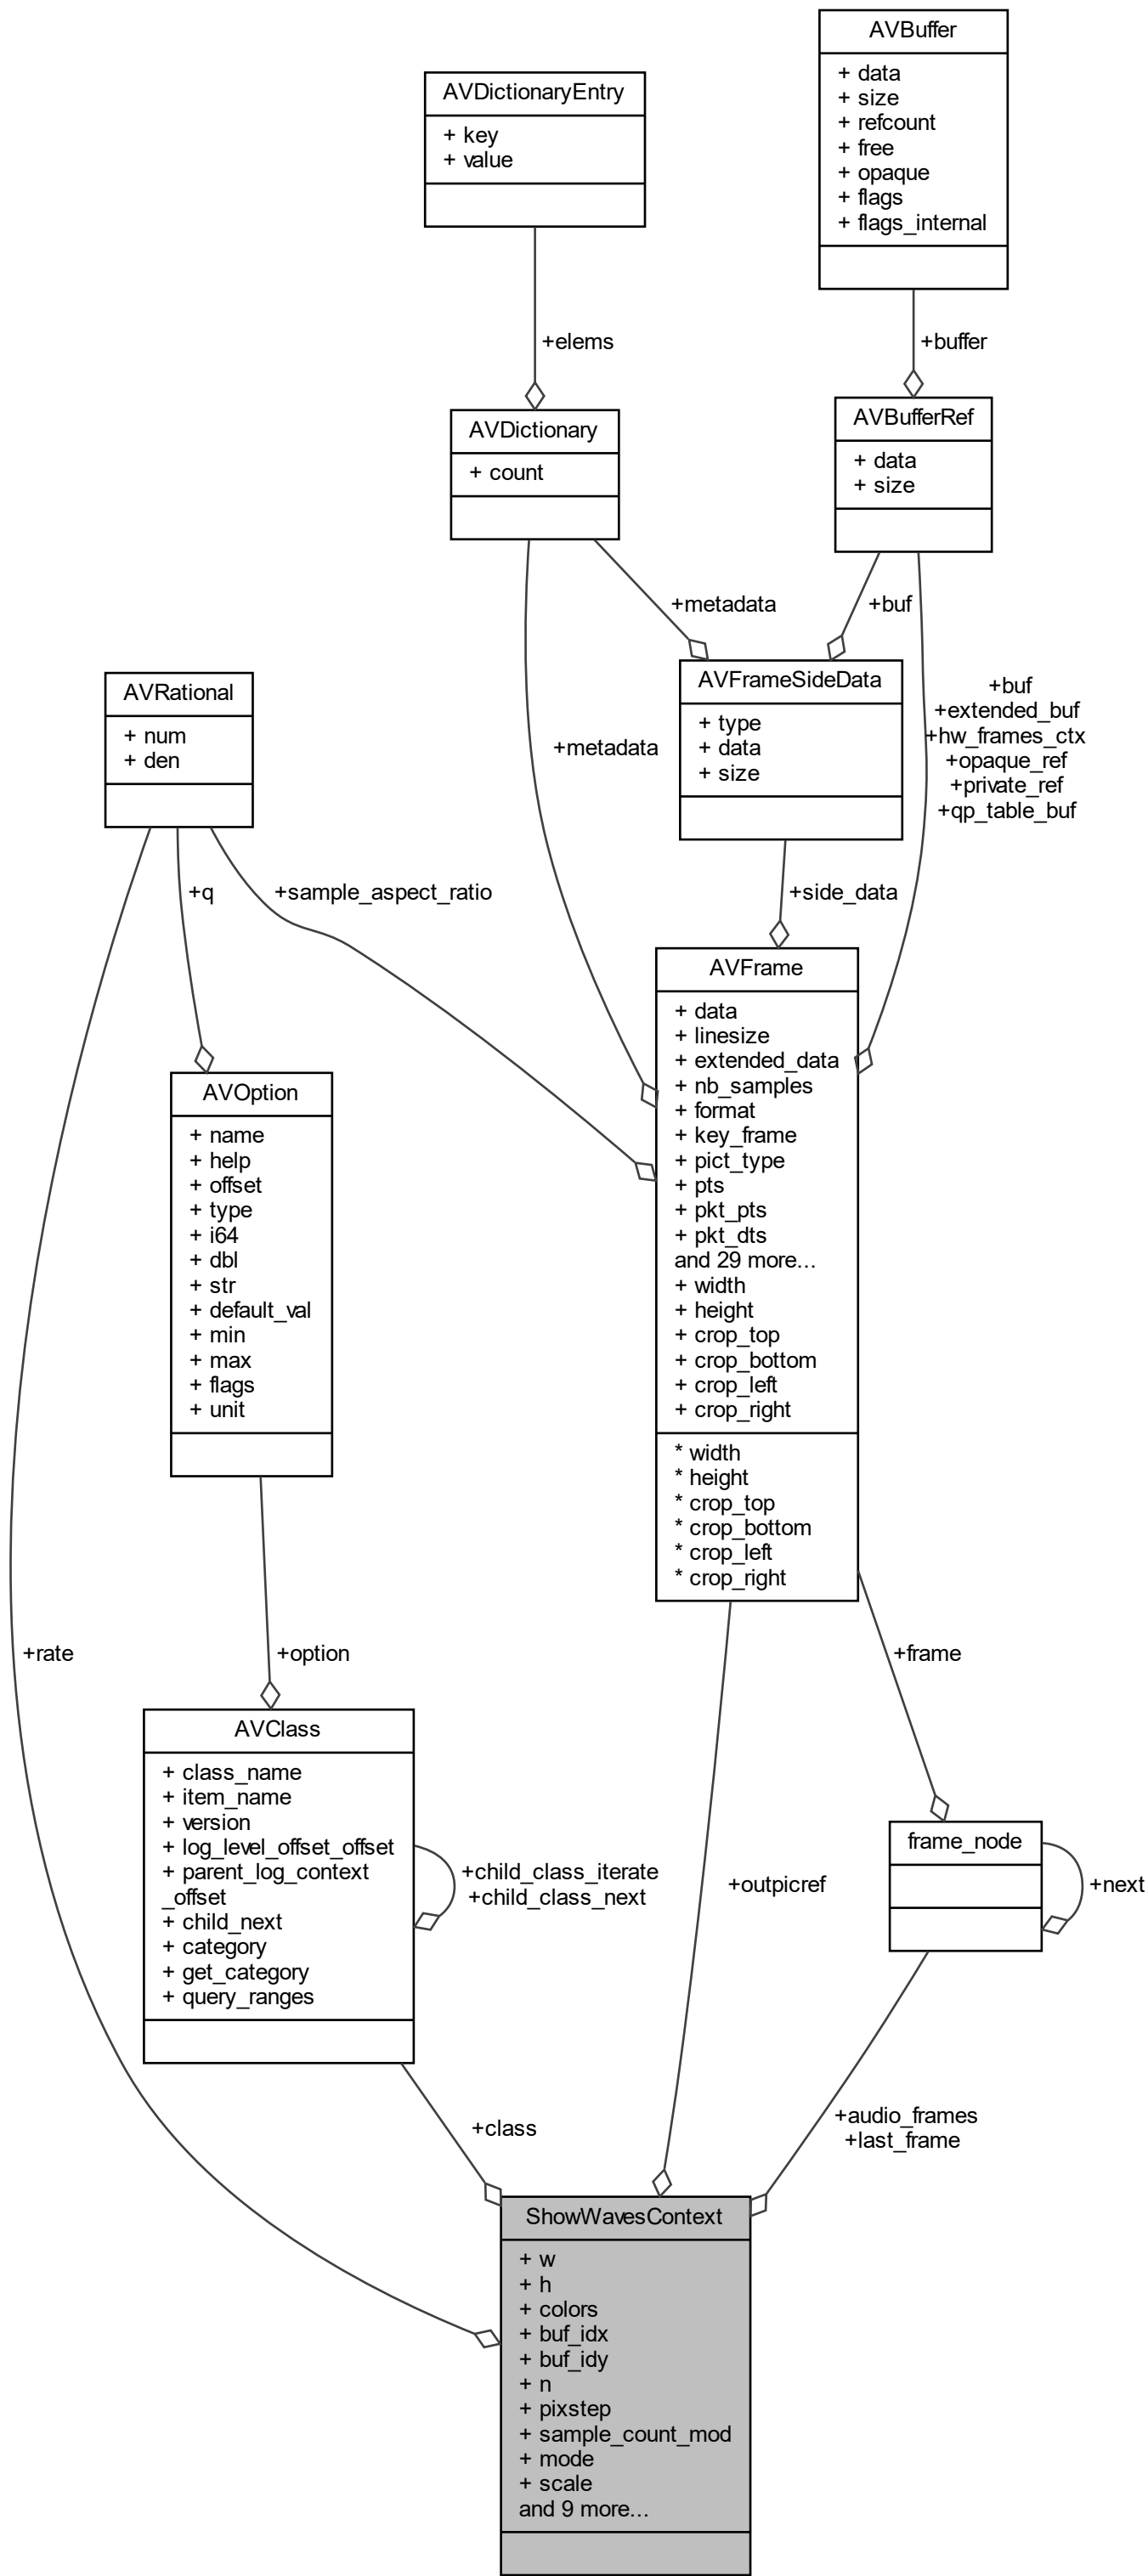 AVBuffer
+ data
+ size
+ refcount
+ free
+ opaque
+ flags
+ flags_internal
AVDictionaryEntry
+ key
+ value
+elems
+buffer
AVDictionary
+ count
AVBufferRef
+ data
+ size
+metadata
+buf
AVFrameSideData
+ type
+ data
+ size
+buf
+extended_buf
+hw_frames_ctx
+opaque_ref
+private_ref
+qp_table_buf
AVRational
+ num
+ den
+metadata
+q
+sample_aspect_ratio
+side_data
AVFrame
+ data
+ linesize
+ extended_data
+ nb_samples
+ format
+ key_frame
+ pict_type
+ pts
+ pkt_pts
+ pkt_dts
and 29 more...
+ width
+ height
+ crop_top
+ crop_bottom
+ crop_left
+ crop_right
* width
* height
* crop_top
* crop_bottom
* crop_left
* crop_right
AVOption
+ name
+ help
+ offset
+ type
+ i64
+ dbl
+ str
+ default_val
+ min
+ max
+ flags
+ unit
+rate
+option
+frame
AVClass
+ class_name
+ item_name
+ version
+ log_level_offset_offset
+ parent_log_context
_offset
+ child_next
+ category
+ get_category
+ query_ranges
+child_class_iterate
+child_class_next
+outpicref
frame_node
+next
+class
+audio_frames
+last_frame
ShowWavesContext
+ w
+ h
+ colors
+ buf_idx
+ buf_idy
+ n
+ pixstep
+ sample_count_mod
+ mode
+ scale
and 9 more...